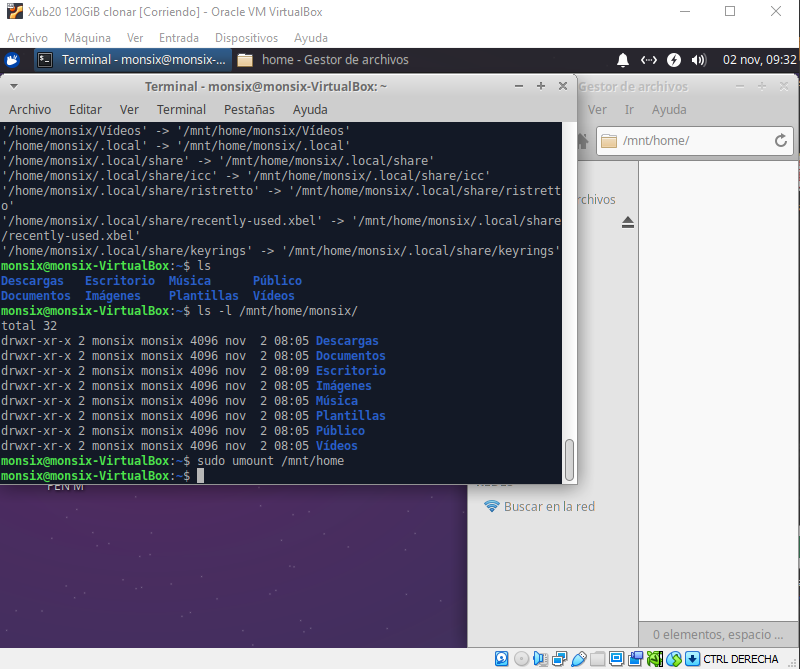 Xub20 120GiB clonar [Corriendo] - Oracle VM VirtualBox
Archivo Máquina Ver Entrada Dispositivos Ayuda
Terminal - monsix@monsix-... home - Gestor de archivos 02 nov, 09:32
Terminal - monsix@monsix-VirtualBox: ~
Gestor de archivos
Archivo Editar Ver Terminal Pestañas Ayuda
Ver Ir Ayuda
/mnt/home/
'/home/monsix/Vídeos' -> '/mnt/home/monsix/Vídeos'
'/home/monsix/.local' -> '/mnt/home/monsix/.local'
'/home/monsix/.local/share' -> '/mnt/home/monsix/.local/share'
'/home/monsix/.local/share/icc' -> '/mnt/home/monsix/.local/share/icc'
'/home/monsix/.local/share/ristretto' -> '/mnt/home/monsix/.local/share/ristrett
o'
'/home/monsix/.local/share/recently-used.xbel' -> '/mnt/home/monsix/.local/share
/recently-used.xbel'
'/home/monsix/.local/share/keyrings' -> '/mnt/home/monsix/.local/share/keyrings'
monsix@monsix-VirtualBox:~$ ls
Descargas Escritorio Música Público
Documentos Imágenes Plantillas Vídeos
monsix@monsix-VirtualBox:~$ ls -l /mnt/home/monsix/
total 32
drwxr-xr-x 2 monsix monsix 4096 nov  2 08:05 Descargas
drwxr-xr-x 2 monsix monsix 4096 nov  2 08:05 Documentos
drwxr-xr-x 2 monsix monsix 4096 nov  2 08:09 Escritorio
drwxr-xr-x 2 monsix monsix 4096 nov  2 08:05 Imágenes
drwxr-xr-x 2 monsix monsix 4096 nov  2 08:05 Música
drwxr-xr-x 2 monsix monsix 4096 nov  2 08:05 Plantillas
drwxr-xr-x 2 monsix monsix 4096 nov  2 08:05 Público
drwxr-xr-x 2 monsix monsix 4096 nov  2 08:05 Vídeos
monsix@monsix-VirtualBox:~$ sudo umount /mnt/home
monsix@monsix-VirtualBox:~$
rchivos
PEN M
Buscar en la red
0 elementos, espacio ...
CTRL DERECHA